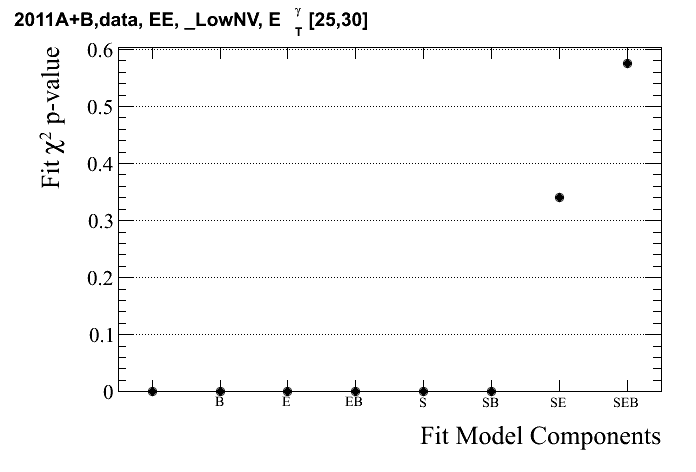 2011A+B,data, EE, _LowNV, E γ T [25,30]
Fit χ² p-value
0.6
0.5
0.4
0.3
0.2
0.1
0
B E EB S SB SE SEB
Fit Model Components